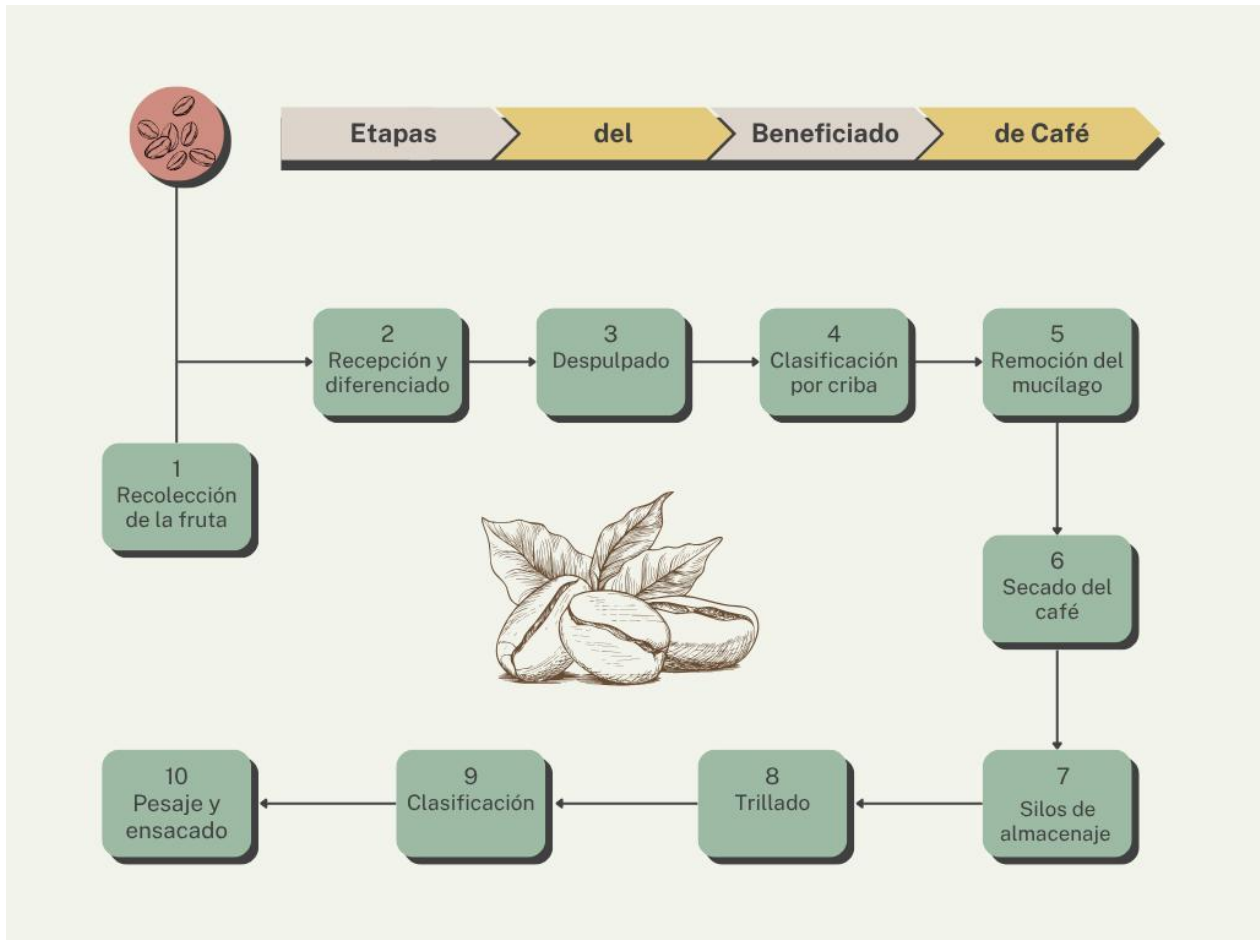 Etapas del Beneficiado de Café
2
Recepción y
diferenciado
3
Despulpado
4
Clasificación
por criba
5
Remoción del
mucílago
1
Recolección
de la fruta
6
Secado del
café
10
Pesaje y
ensacado
9
Clasificación
8
Trillado
7
Silos de
almacenaje